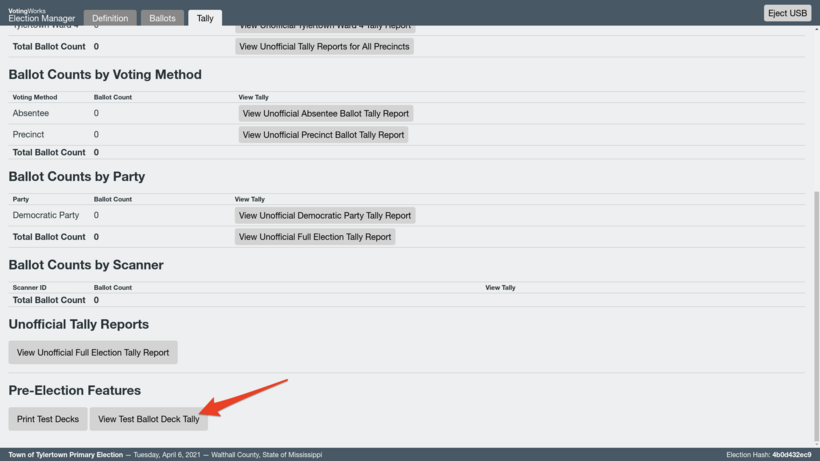 VotingWorks
Election Manager
Definition
Ballots
Tally
Eject USB
Tylertown Ward 4 0 View Unofficial Tylertown Ward 4 Tally Report
Total Ballot Count 0 View Unofficial Tally Reports for All Precincts
Ballot Counts by Voting Method
Voting Method Ballot Count View Tally
Absentee 0 View Unofficial Absentee Ballot Tally Report
Precinct 0 View Unofficial Precinct Ballot Tally Report
Total Ballot Count 0
Ballot Counts by Party
Party Ballot Count View Tally
Democratic Party 0 View Unofficial Democratic Party Tally Report
Total Ballot Count 0 View Unofficial Full Election Tally Report
Ballot Counts by Scanner
Scanner ID Ballot Count View Tally
Total Ballot Count 0
Unofficial Tally Reports
View Unofficial Full Election Tally Report
Pre-Election Features
Print Test Decks View Test Ballot Deck Tally
Town of Tylertown Primary Election — Tuesday, April 6, 2021 — Walthall County, State of Mississippi Election Hash: 4b0d432ec9